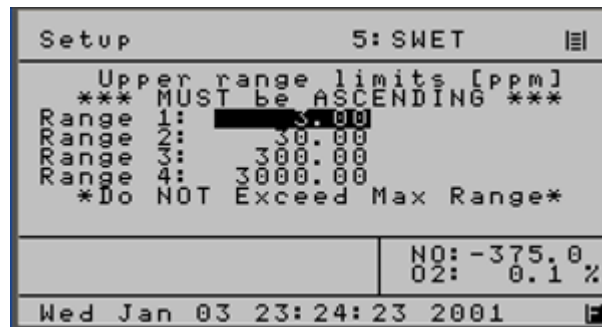 Setup 5: SWET
Upper range limits [ppm]
*** MUST be ASCENDING ***
Range 1: 3.00
Range 2: 30.00
Range 3: 300.00
Range 4: 3000.00
*Do NOT Exceed Max Range*
NO: -375.0
O2: 0.1 %
Wed Jan 03 23:24:23 2001 F